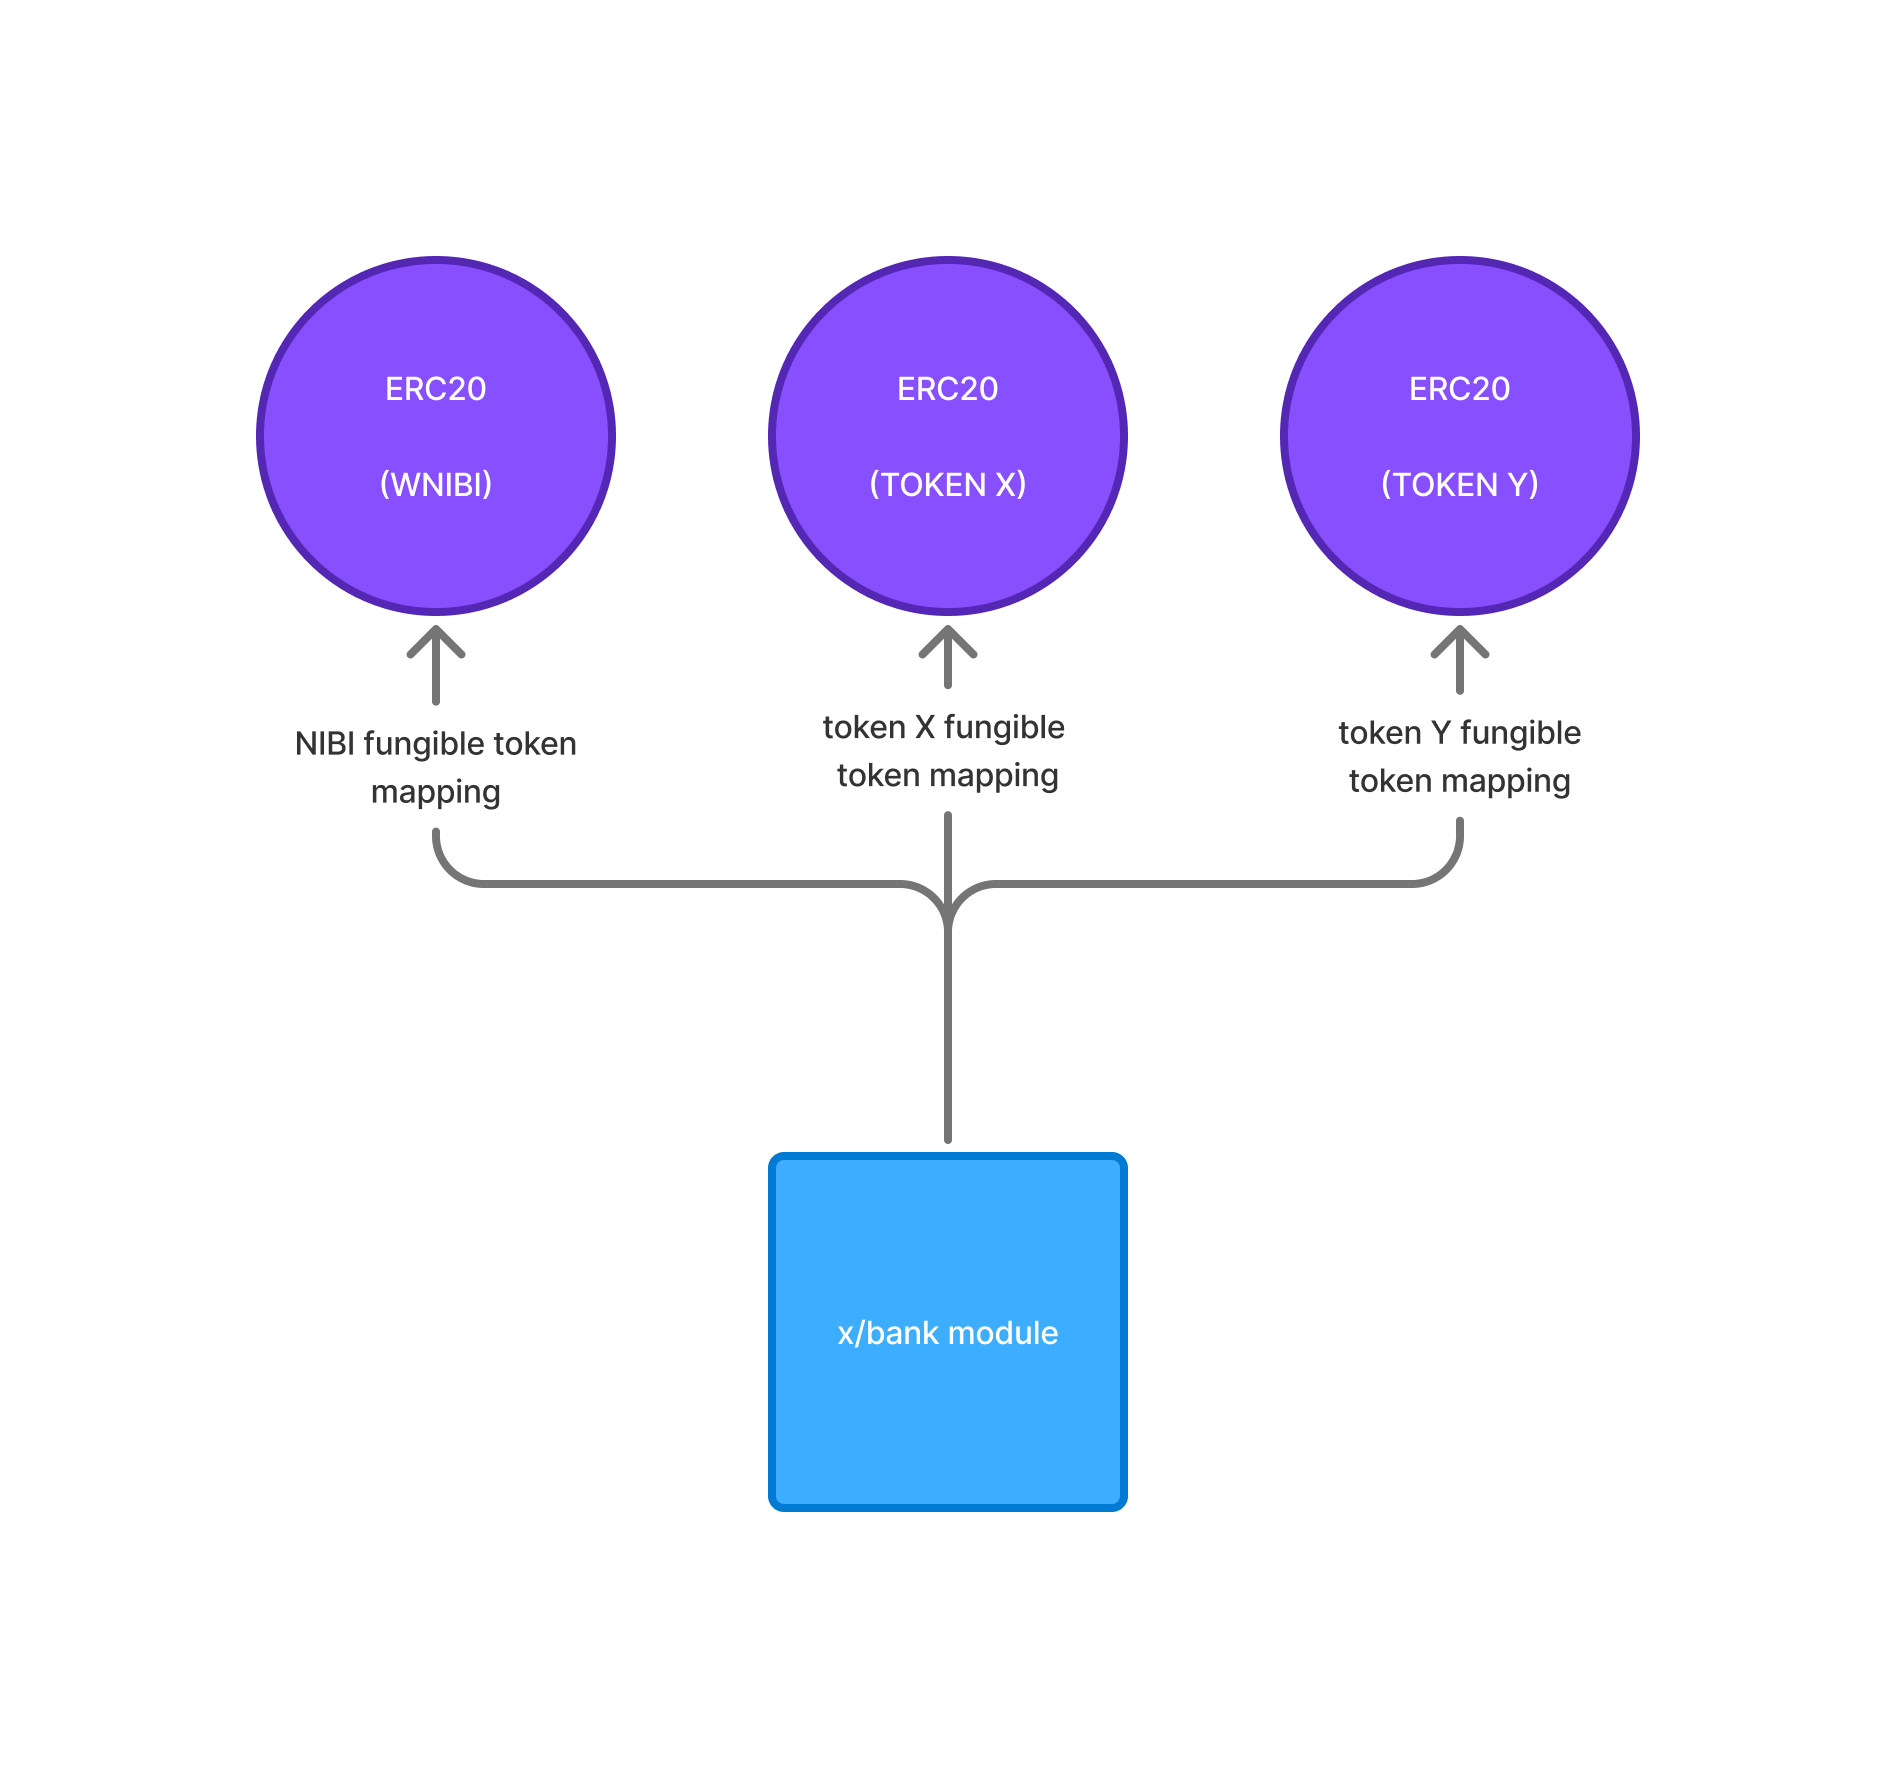 ERC20
(WNIBI)
ERC20
(TOKEN X)
ERC20
(TOKEN Y)
NIBI fungible token
mapping
token X fungible
token mapping
token Y fungible
token mapping
x/bank module